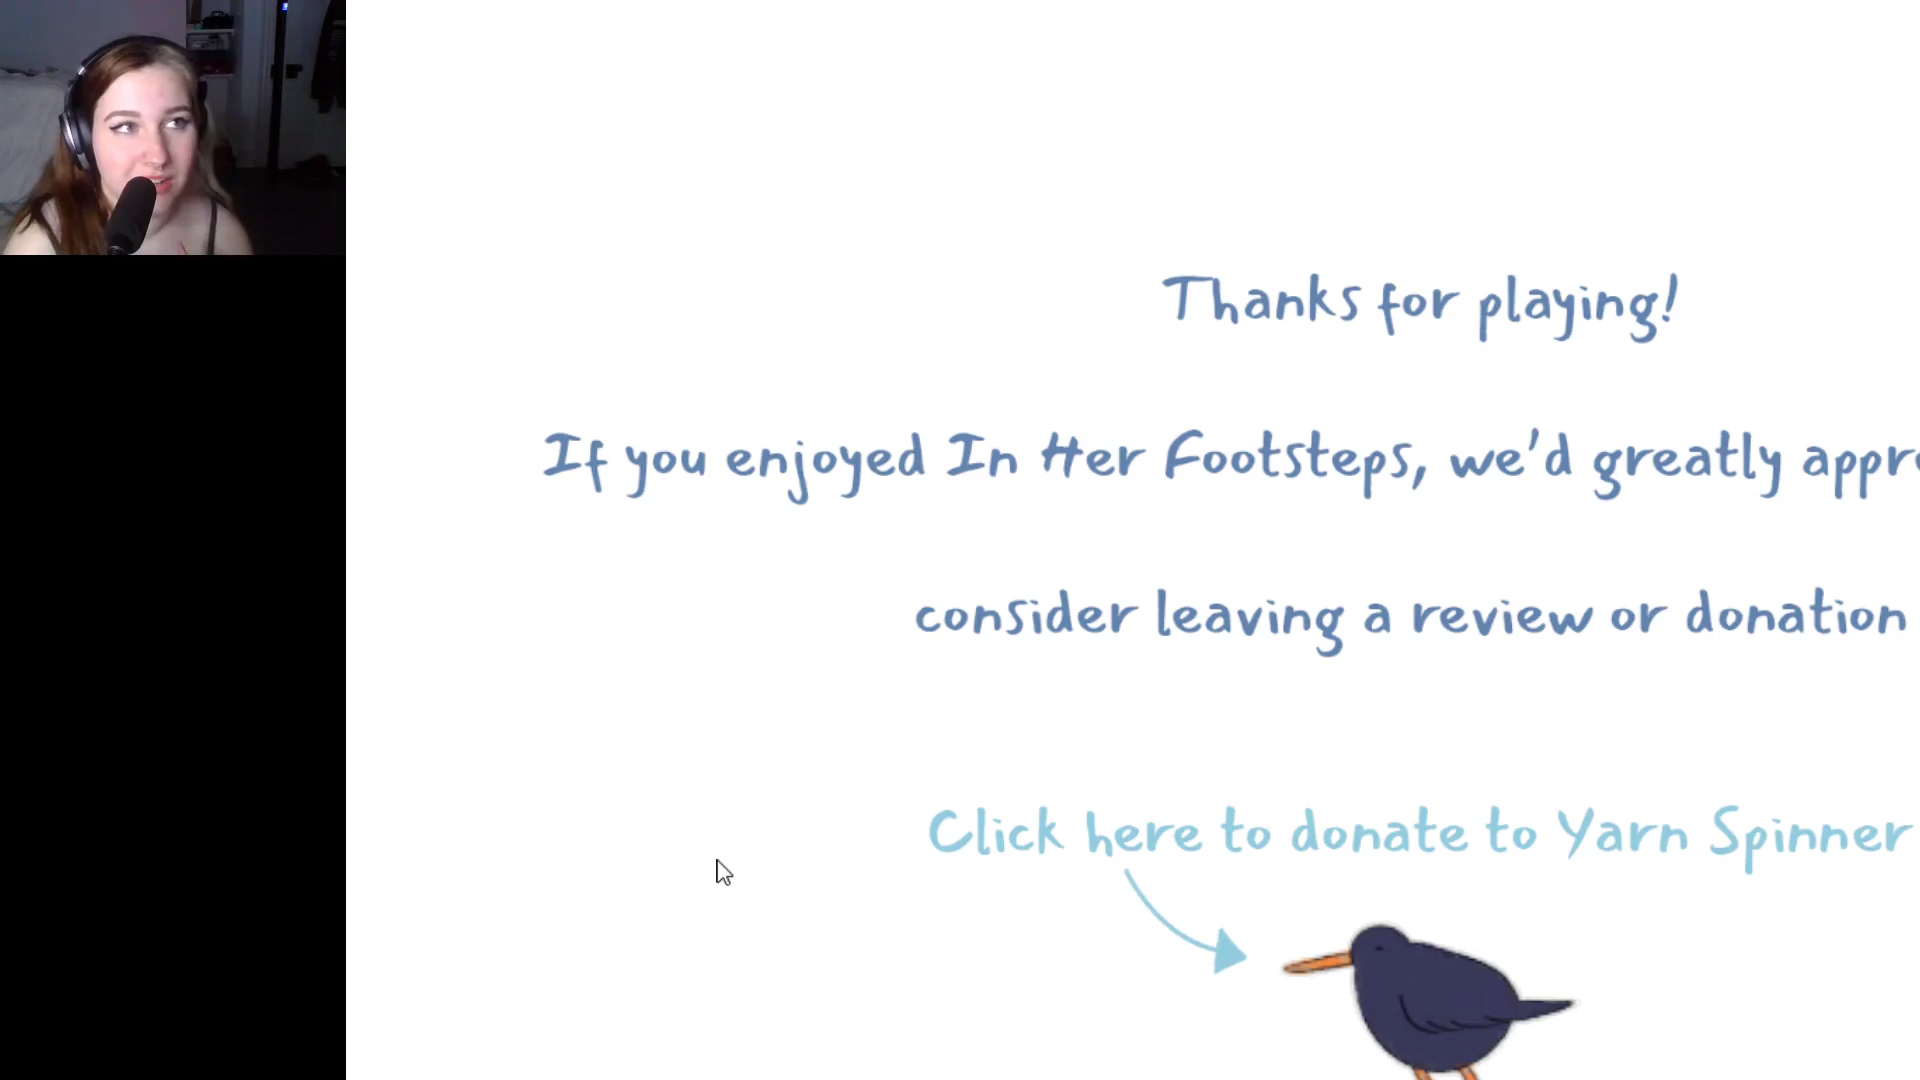 Thanks for playing!
If you enjoyed In Her Footsteps, we'd greatly
consider leaving a review or donation
Click here to donate to Yarn Spinner